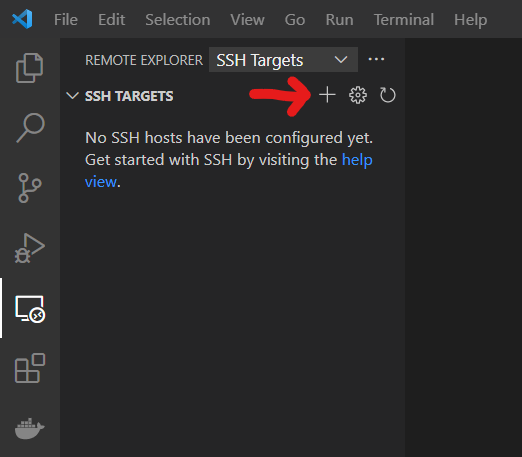 File Edit Selection View Go Run Terminal Help
REMOTE EXPLORER SSH Targets
SSH TARGETS
No SSH hosts have been configured yet.
Get started with SSH by visiting the help
view.